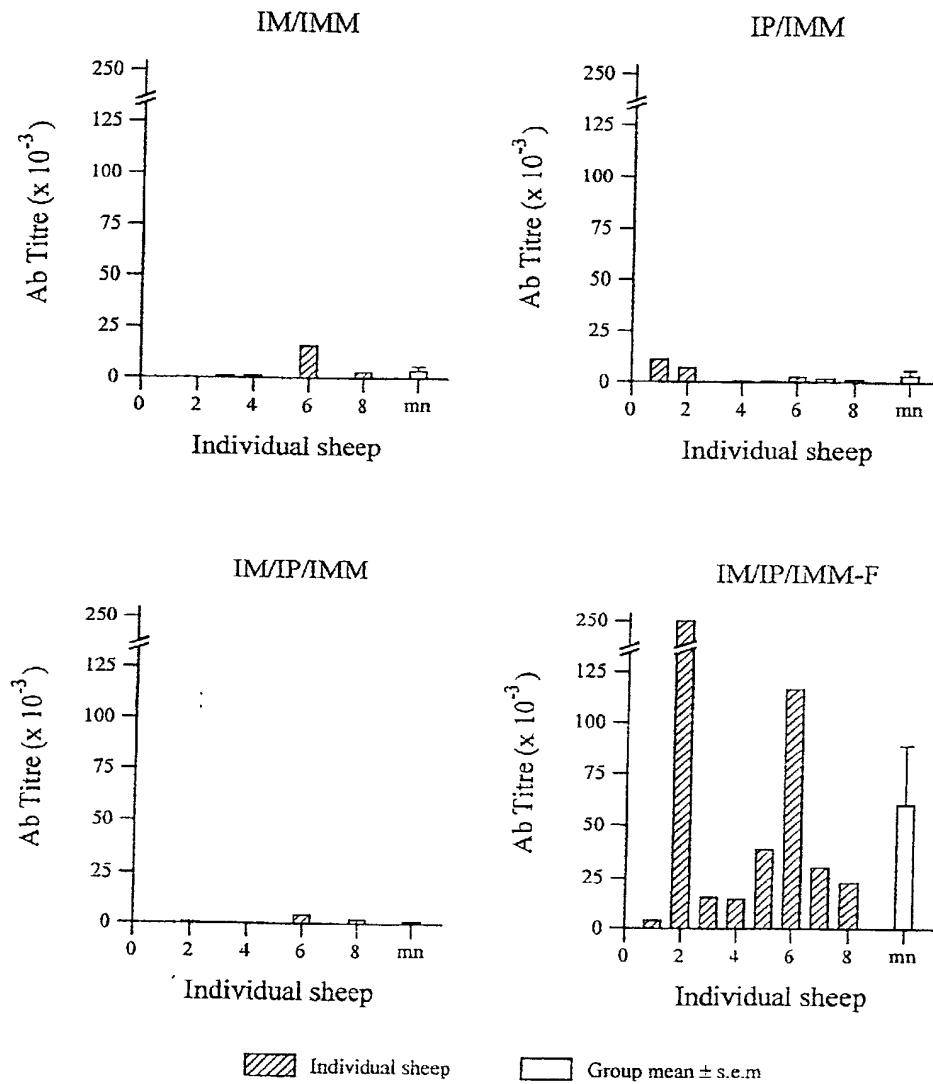 IM/IMM
250
125
100
75
50
25
0
Ab Titre (x 10⁻³)
0 2 4 6 8 mn
Individual sheep
IP/IMM
250
125
100
75
50
25
0
Ab Titre (x 10⁻³)
0 2 4 6 8 mn
Individual sheep
IM/IP/IMM
250
125
100
75
50
25
0
Ab Titre (x 10⁻³)
0 2 4 6 8 mn
Individual sheep
IM/IP/IMM-F
250
125
100
75
50
25
0
Ab Titre (x 10⁻³)
0 2 4 6 8 mn
Individual sheep
Individual sheep
Group mean ± s.e.m